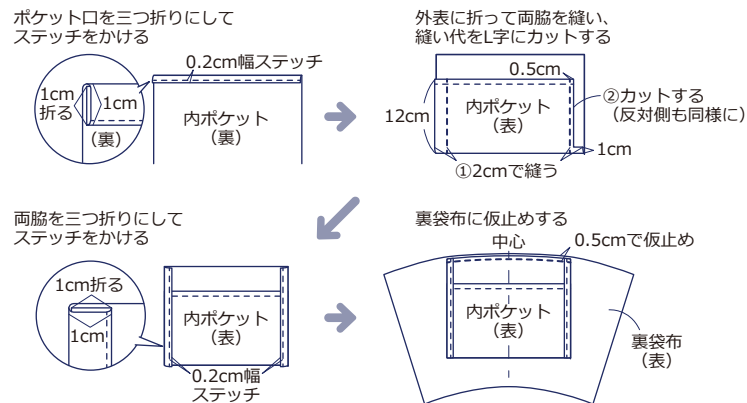 ポケット口を三つ折りにして
ステッチをかける
0.2cm幅ステッチ
1cm
折る
1cm
(裏)
内ポケット
(裏)
外表に折って両脇を縫い、
縫い代をL字にカットする
0.5cm
12cm
内ポケット
(表)
②カットする
(反対側も同様に)
1cm
①2cmで縫う
両脇を三つ折りにして
ステッチをかける
1cm折る
1cm
内ポケット
(表)
0.2cm幅
ステッチ
裏袋布に仮止めする
中心
0.5cmで仮止め
内ポケット
(表)
裏袋布
(表)